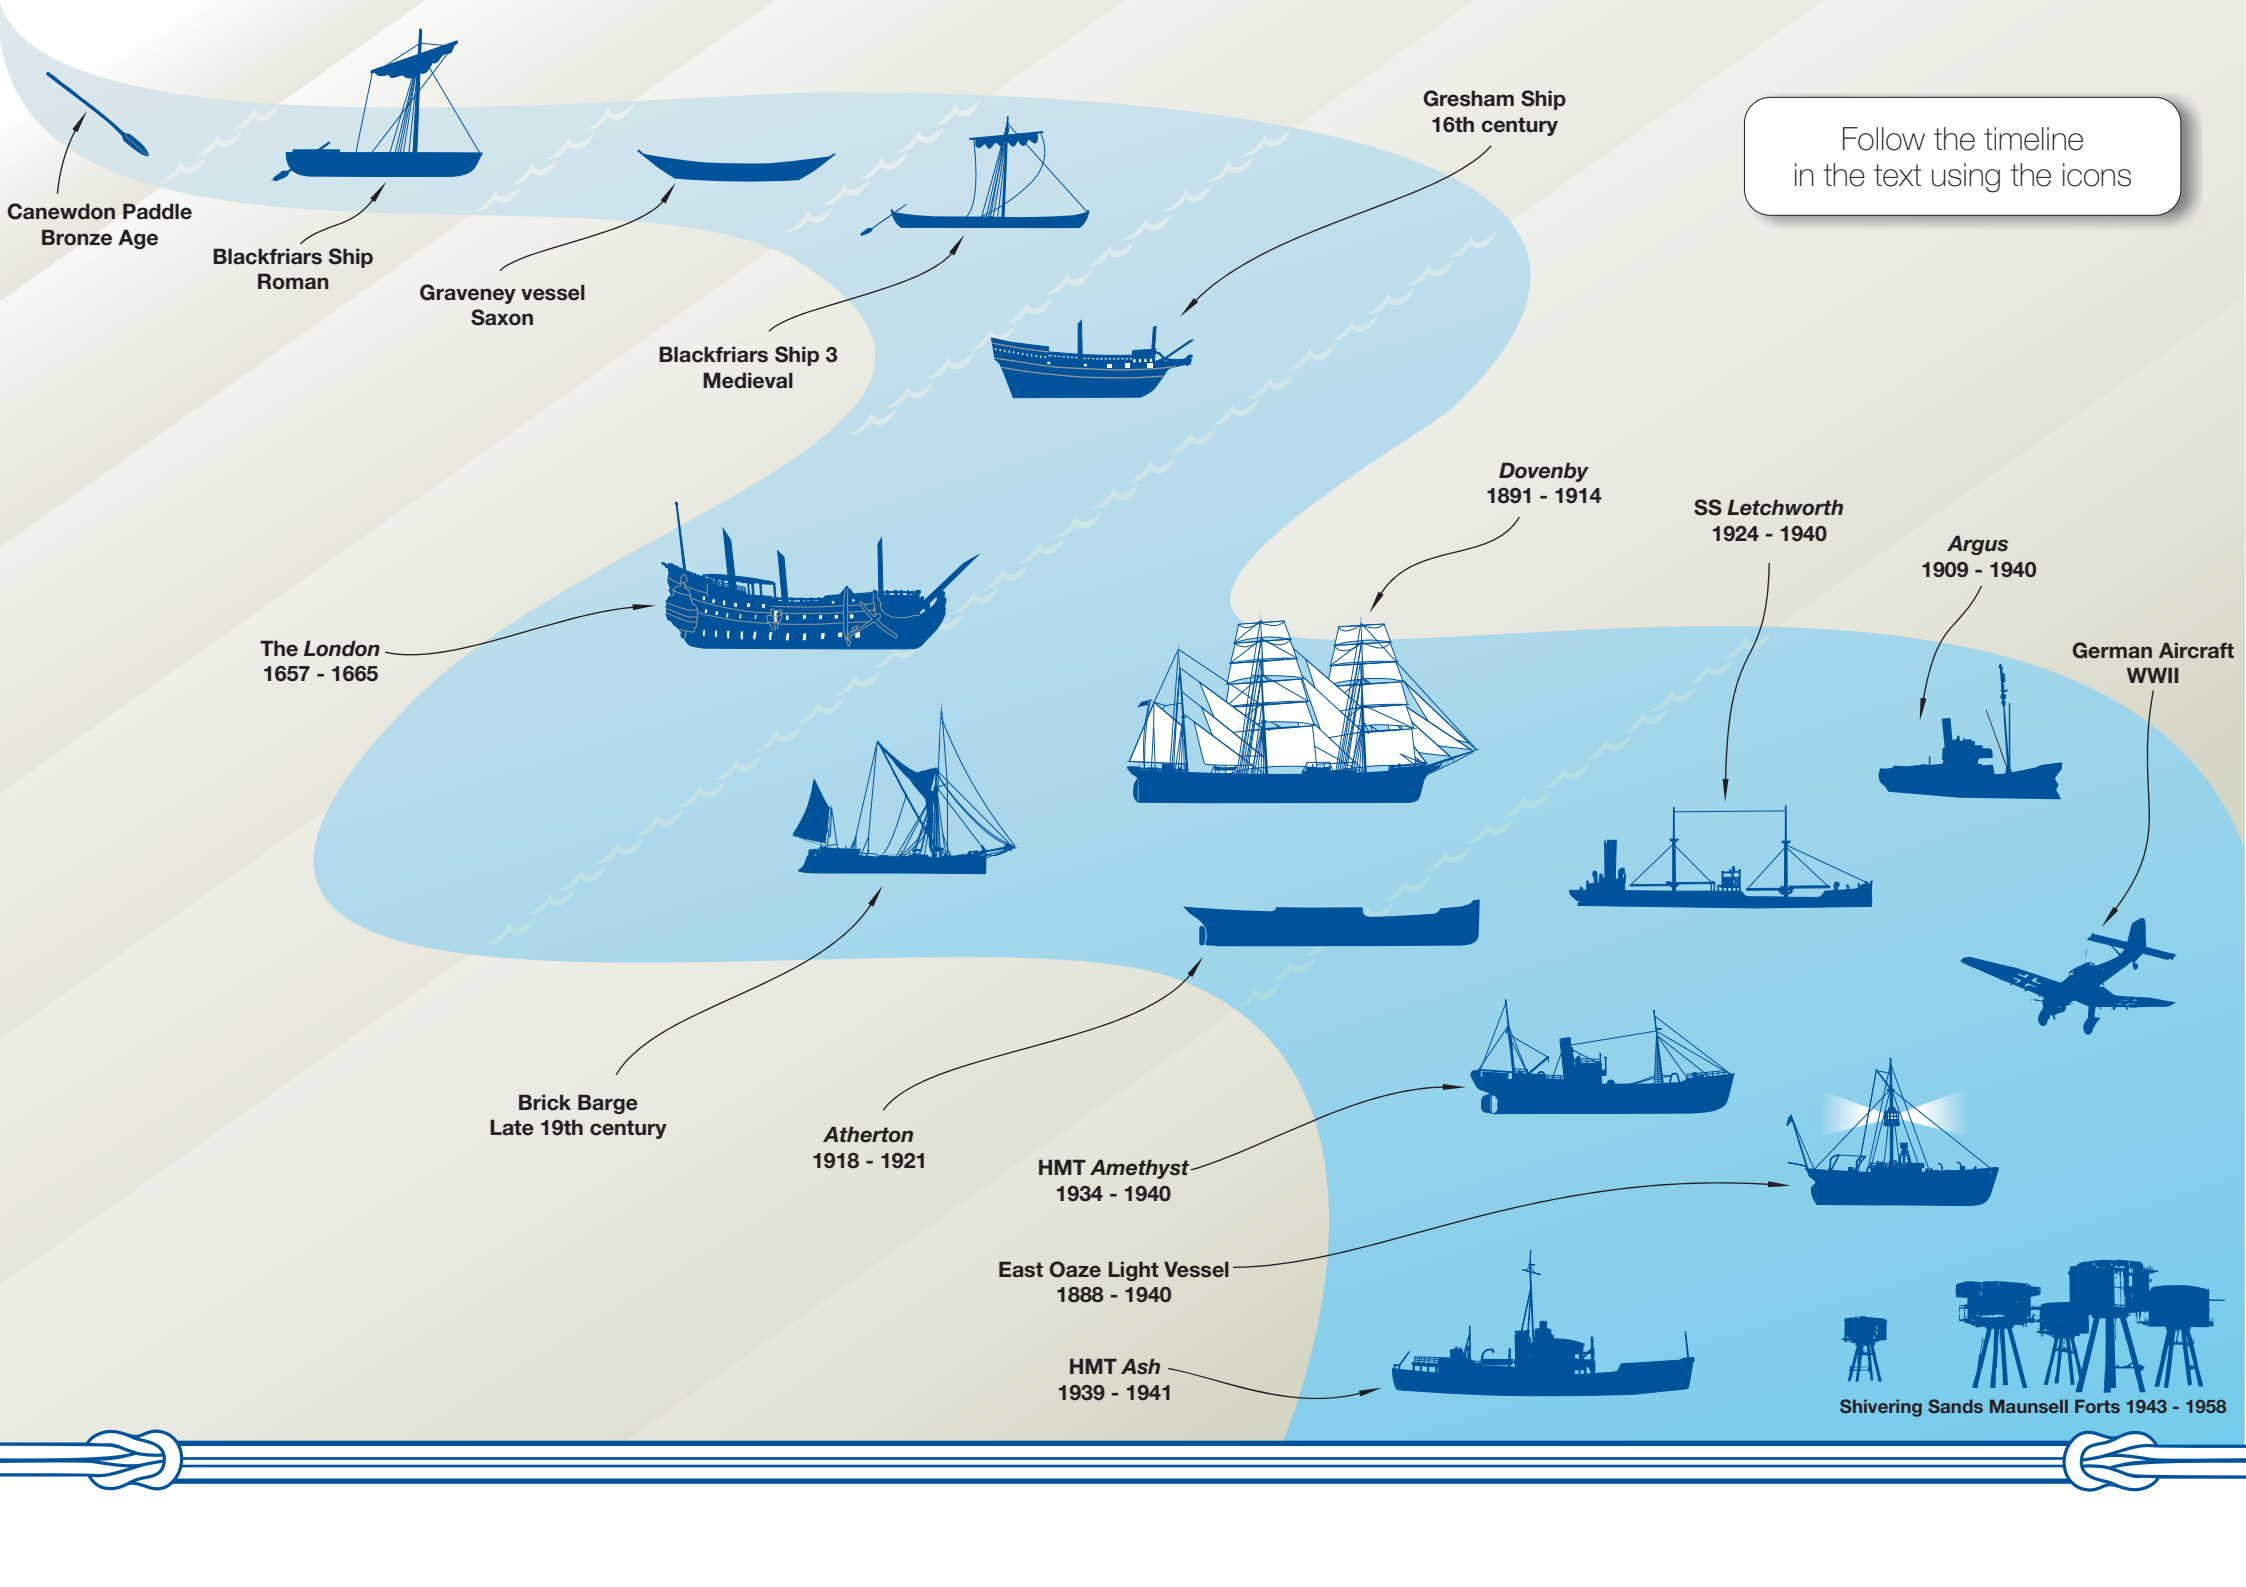 Gresham Ship
16th century
Follow the timeline
in the text using the icons
Canewdon Paddle
Bronze Age
Blackfriars Ship
Roman
Graveney vessel
Saxon
Blackfriars Ship 3
Medieval
Dovenby
1891 - 1914
SS Letchworth
1924 - 1940
Argus
1909 - 1940
The London
1657 - 1665
German Aircraft
WWII
Brick Barge
Late 19th century
Atherton
1918 - 1921
HMT Amethyst
1934 - 1940
East Oaze Light Vessel
1888 - 1940
HMT Ash
1939 - 1941
Shivering Sands Maunsell Forts 1943 - 1958